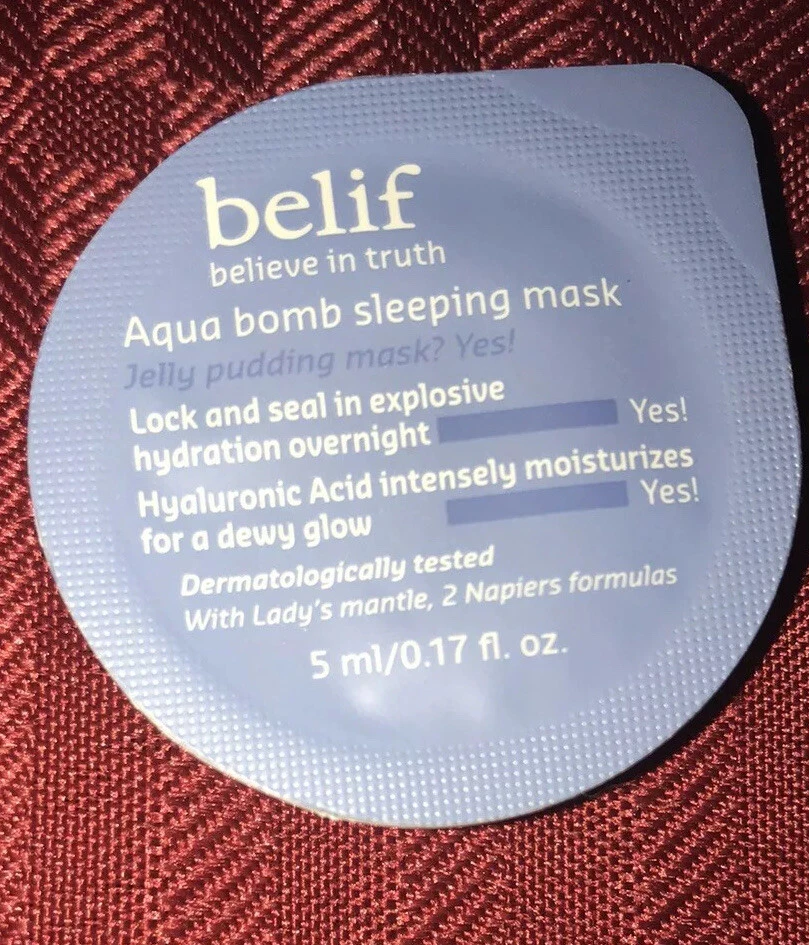 belif
believe in truth
Aqua bomb sleeping mask
Jelly pudding mask? Yes!
Lock and seal in explosive
hydration overnight Yes!
Hyaluronic Acid intensely moisturizes
for a dewy glow Yes!
Dermatologically tested
With Lady's mantle, 2 Napiers formulas
5 ml/0.17 fl. oz.